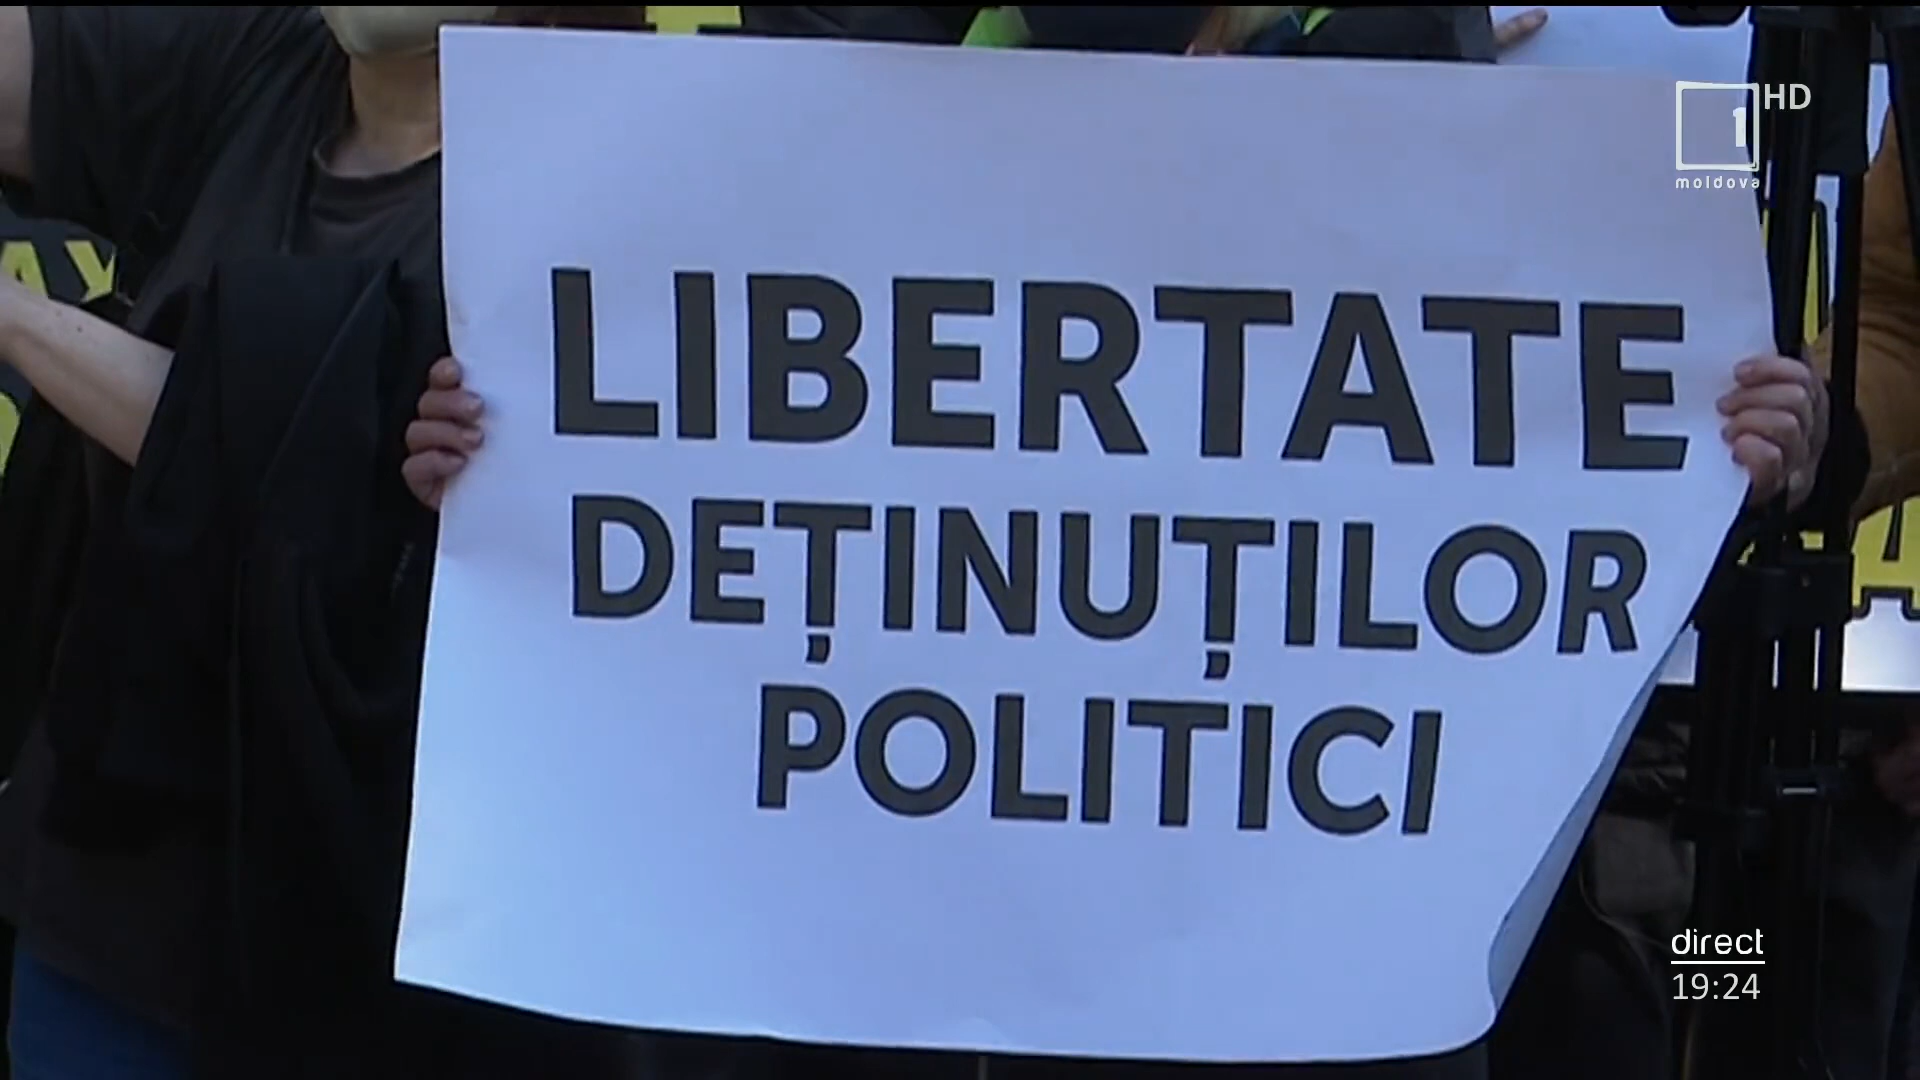 HD
1
moldova
LIBERTATE
DEȚINUȚILOR
POLITICI
direct
19:24